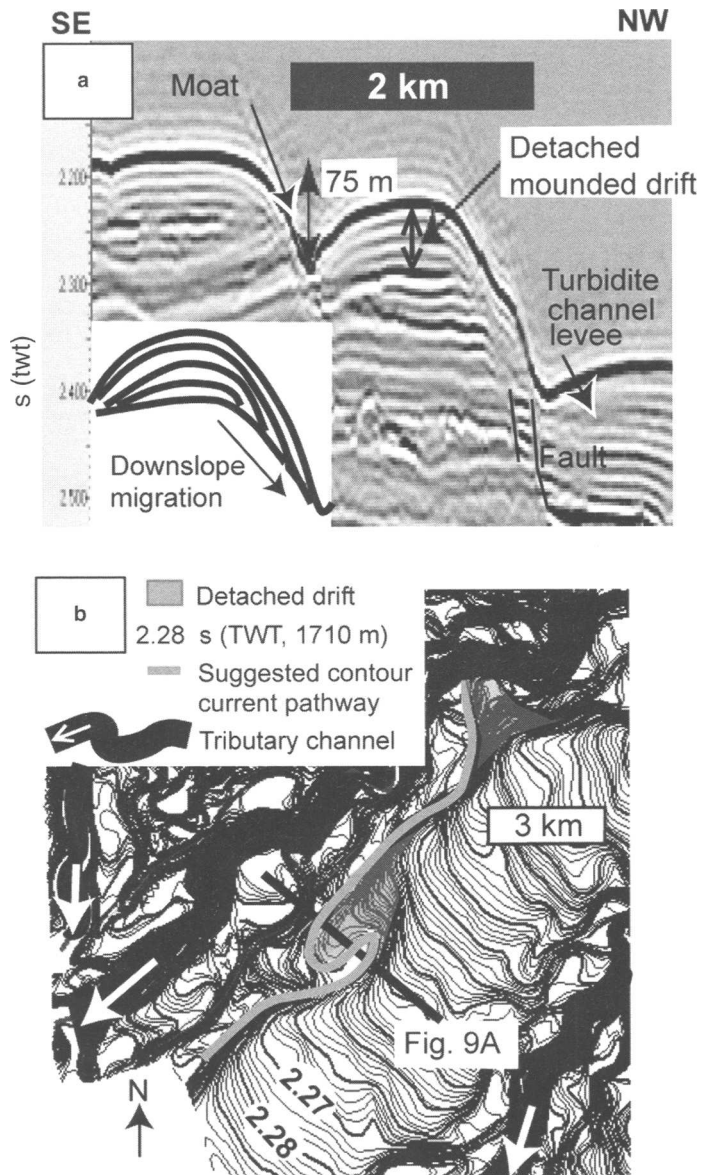 SE
NW
a
Moat
2 km
75 m
Detached
mounded drift
2.200
2.300
2.400
2.500
s (twt)
Turbidite
channel
levee
Fault
Downslope
migration
b
Detached drift
2.28 s (TWT, 1710 m)
Suggested contour
current pathway
Tributary channel
3 km
Fig. 9A
N
2.27
2.28